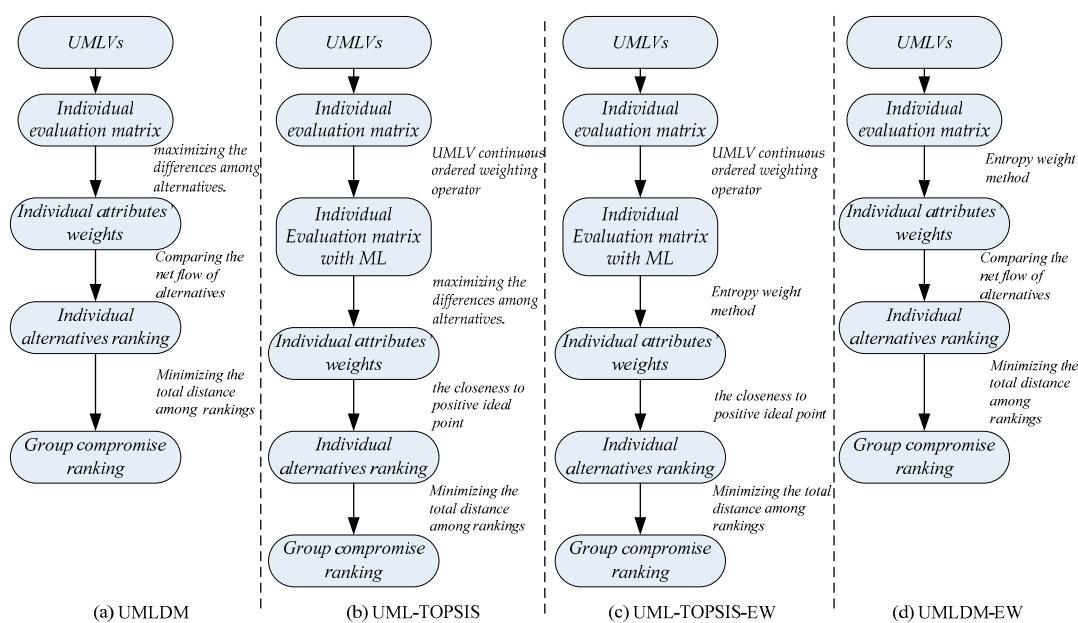 UMLVs
Individual
evaluation matrix
maximizing the
differences among
alternatives.
Individual attributes'
weights
Comparing the
net flow of
alternatives
Individual
alternatives ranking
Minimizing the
total distance
among rankings
Group compromise
ranking
(a) UMLDM
UMLVs
Individual
evaluation matrix
UMLV continuous
ordered weighting
operator
Individual
Evaluation matrix
with ML
maximizing the
differences among
alternatives.
Individual attributes'
weights
the closeness to
positive ideal
point
Individual
alternatives ranking
Minimizing the
total distance
among rankings
Group compromise
ranking
(b) UML-TOPSIS
UMLVs
Individual
evaluation matrix
UMLV continuous
ordered weighting
operator
Individual
Evaluation matrix
with ML
Entropy weight
method
Individual attributes'
weights
the closeness to
positive ideal point
Individual
alternatives ranking
Minimizing the total
distance among
rankings
Group compromise
ranking
(c) UML-TOPSIS-EW
UMLVs
Individual
evaluation matrix
Entropy weight
method
Individual attributes'
weights
Comparing the
net flow of
alternatives
Individual
alternatives ranking
Minimizing the
total distance
among
rankings
Group compromise
ranking
(d) UMLDM-EW